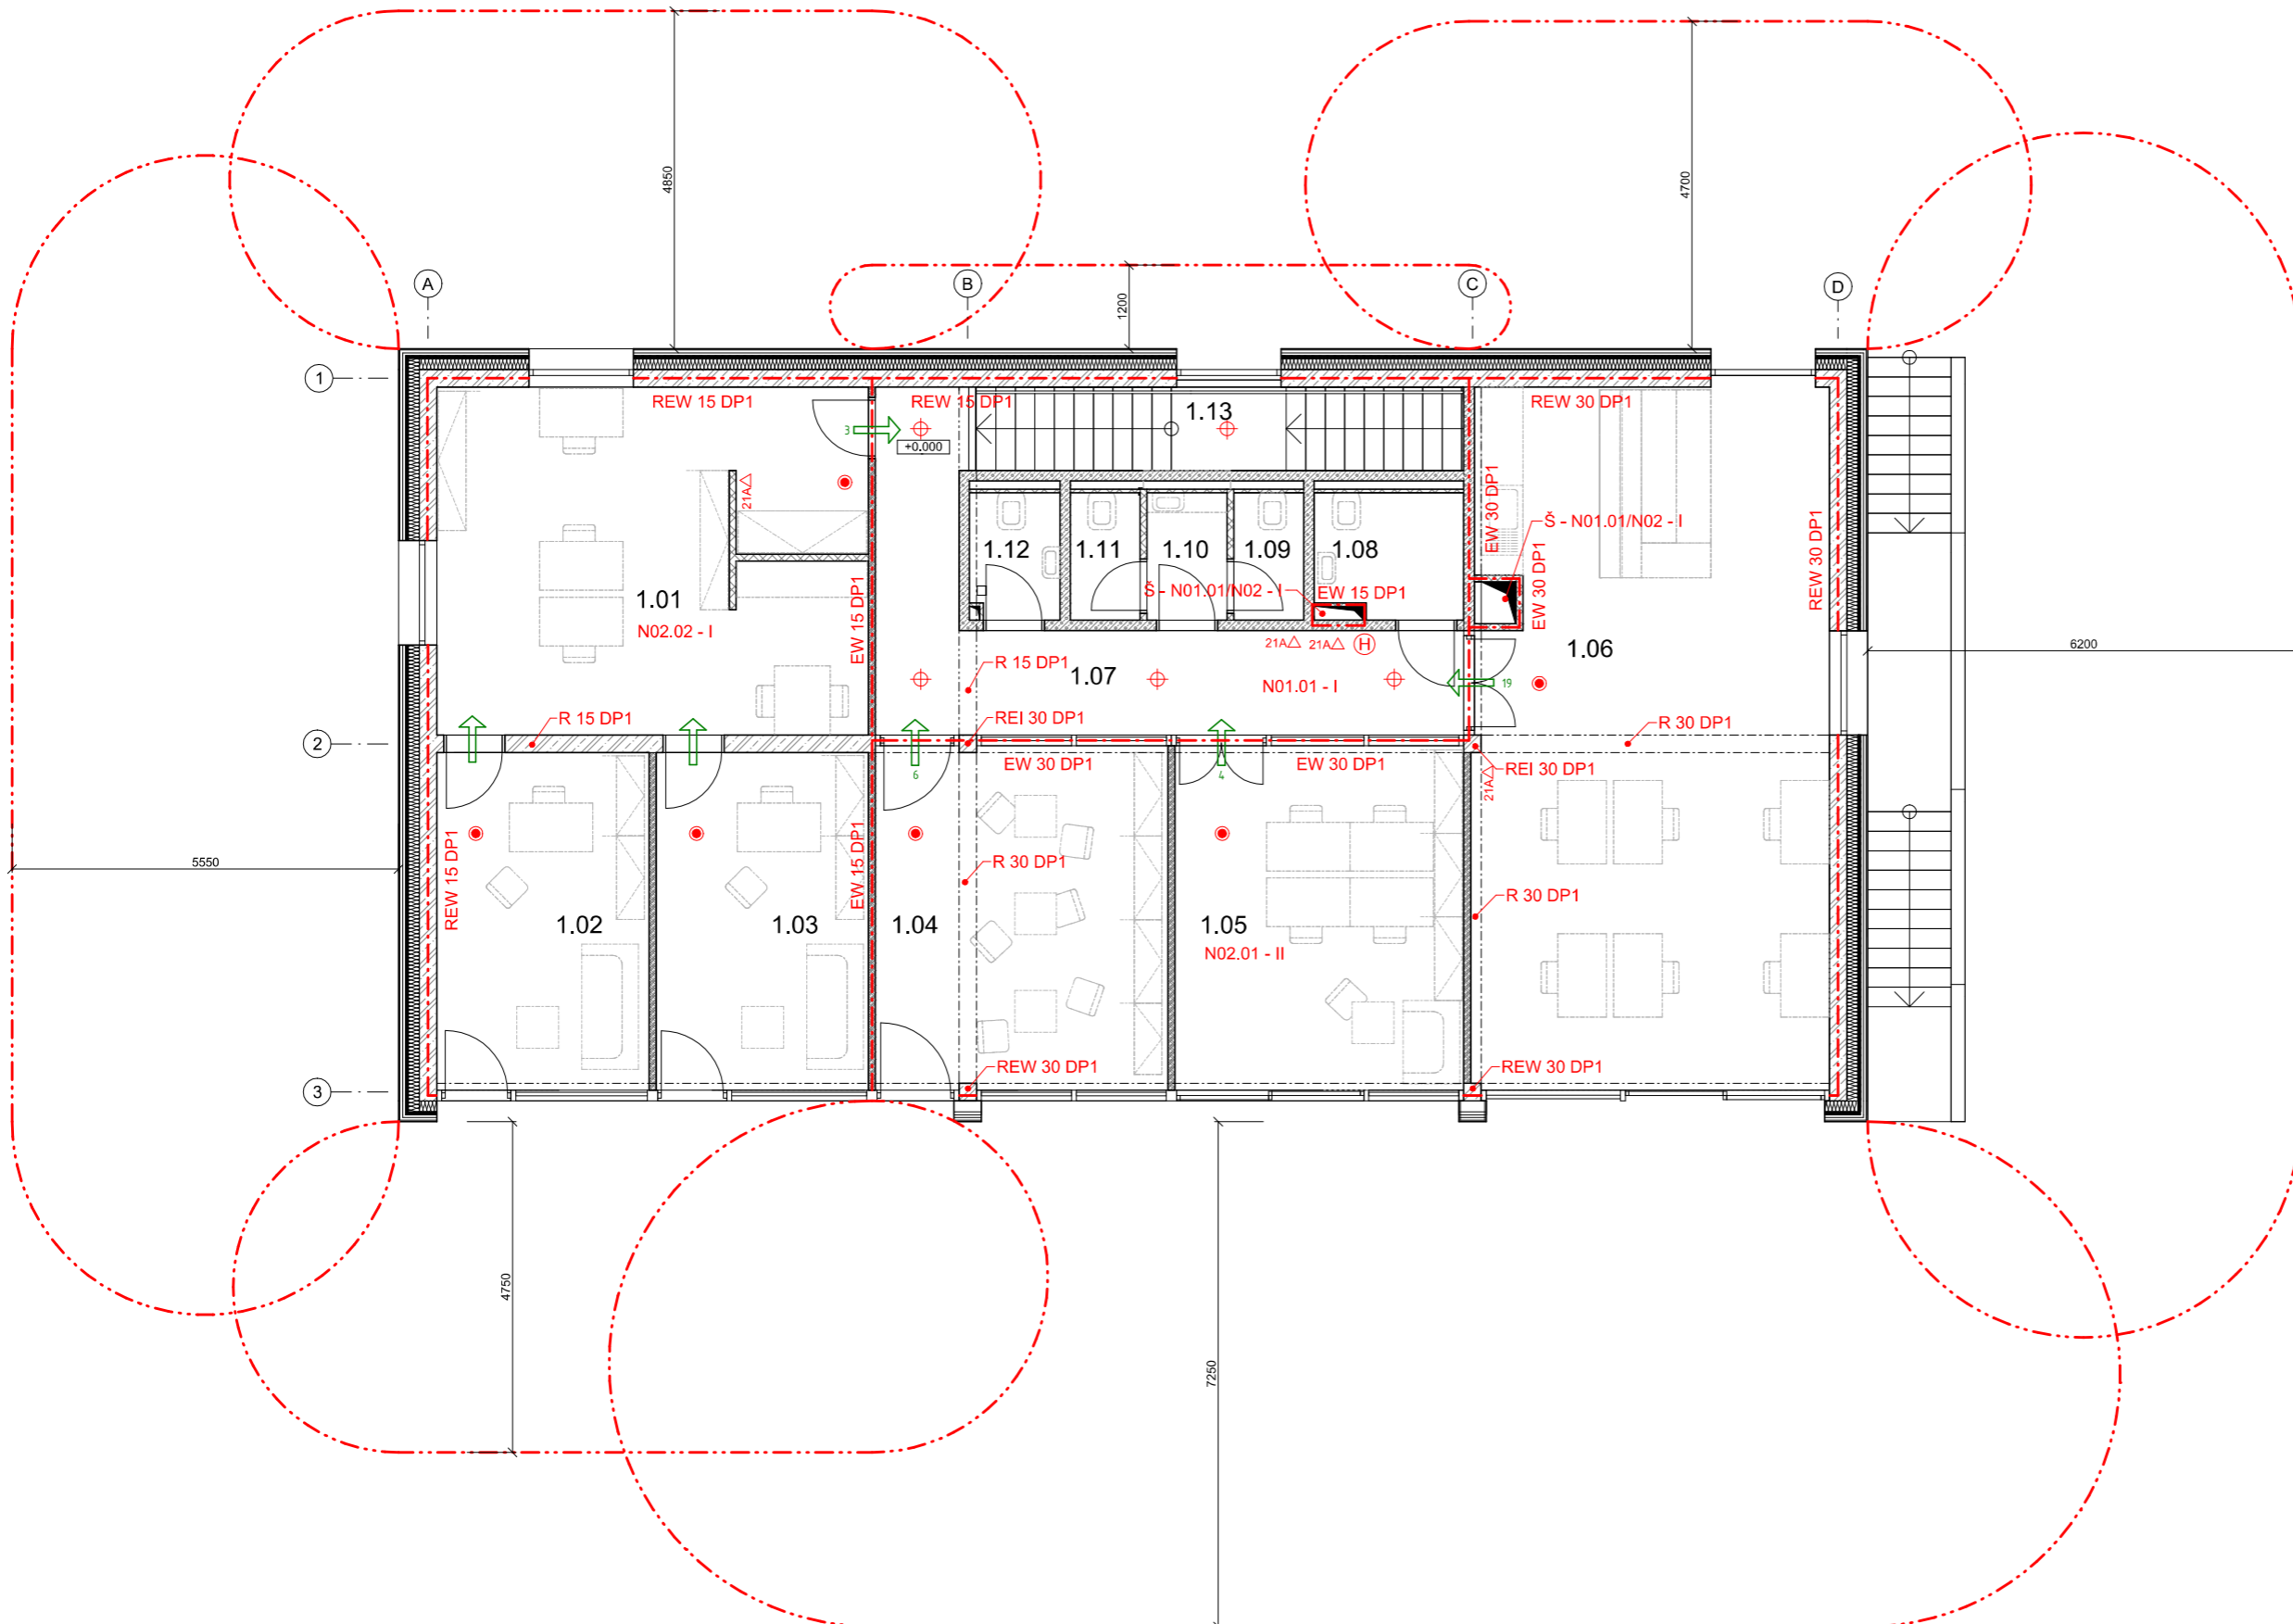 4850
4700
1200
A
B
C
D
1
REW 15 DP1
REW 15 DP1
1.13
REW 30 DP1
3
+0.000
21A
EW 30 DP1
Š - N01.01/N02 - I
REW 30 DP1
1.12
1.11
1.10
1.09
1.08
Š - N01.01/N02 - I
EW 15 DP1
EW 30 DP1
1.01
N02.02 - I
EW 15 DP1
21A
21A
H
1.06
6200
R 15 DP1
1.07
N01.01 - I
19
R 15 DP1
REI 30 DP1
R 30 DP1
2
EW 30 DP1
EW 30 DP1
REI 30 DP1
6
4
21A
5550
REW 15 DP1
EW 15 DP1
R 30 DP1
R 30 DP1
1.02
1.03
1.04
1.05
N02.01 - II
REW 30 DP1
REW 30 DP1
3
4750
7250